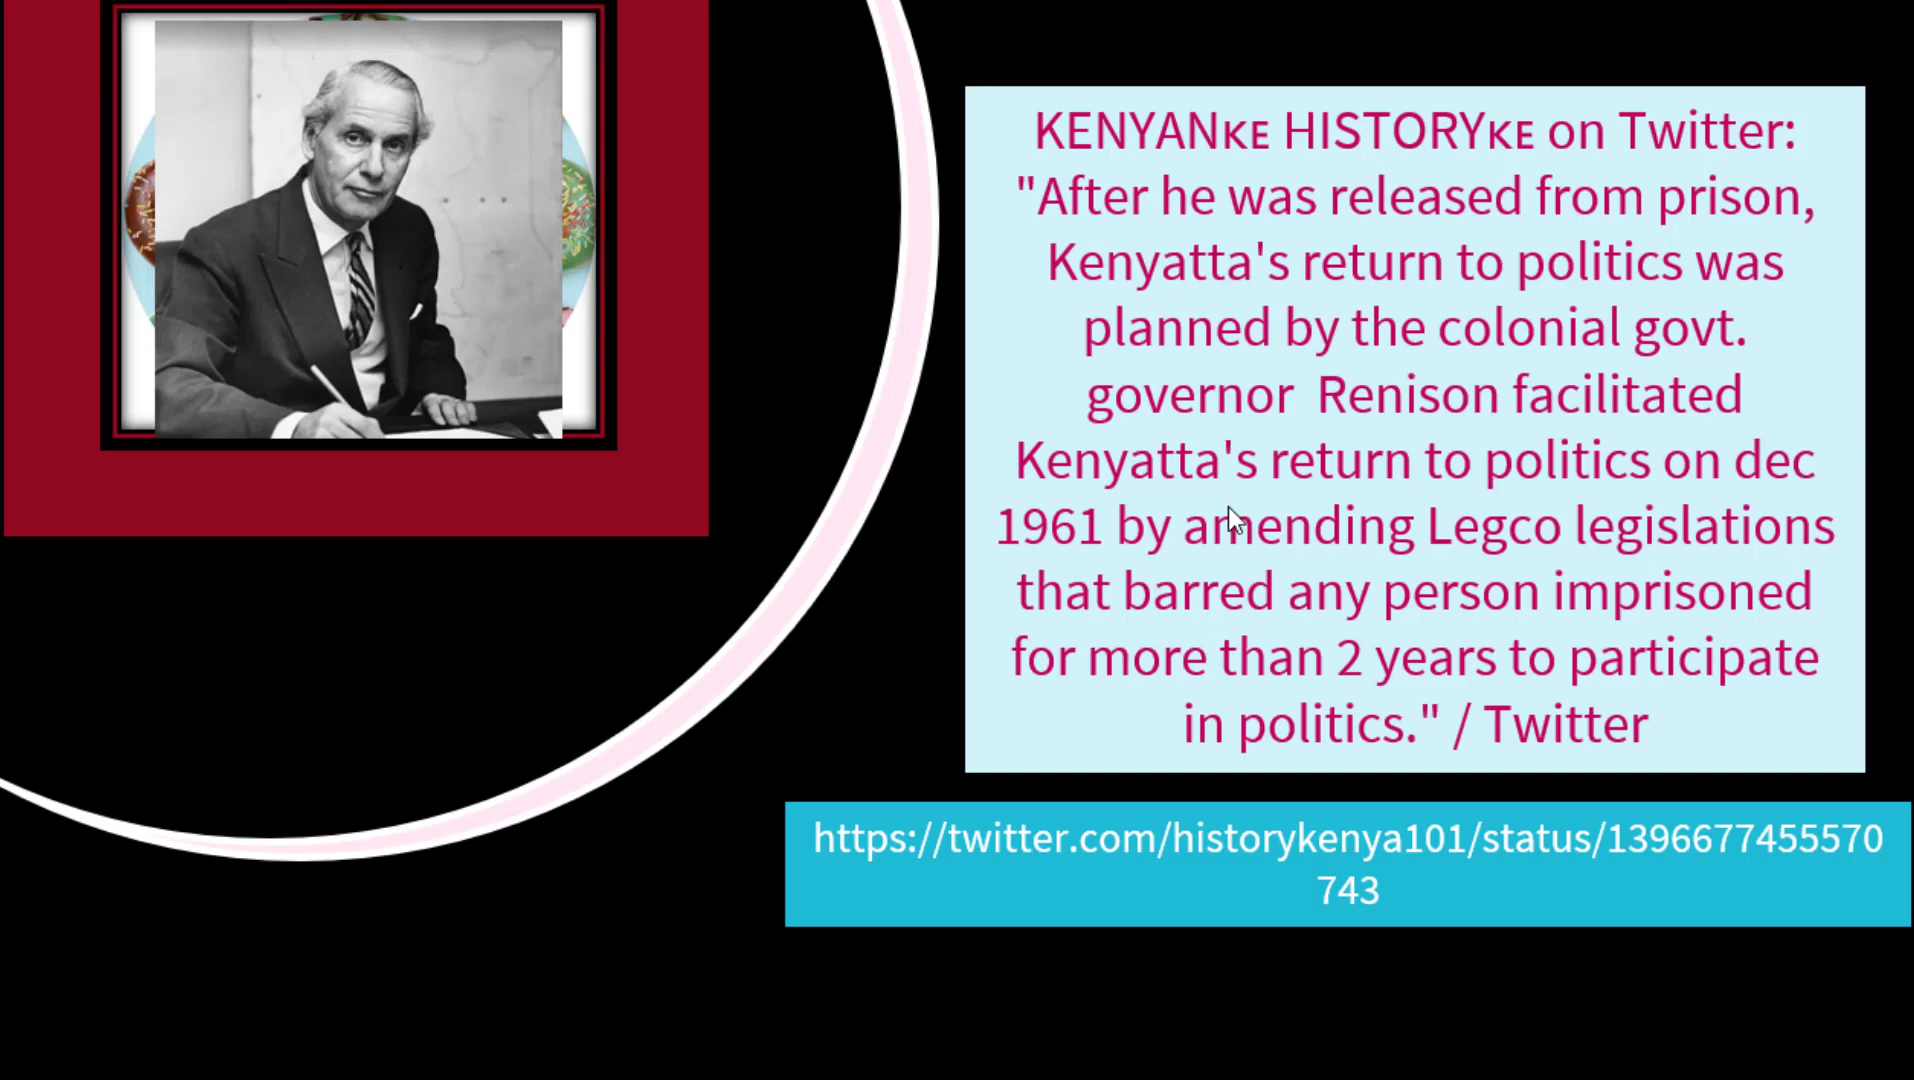 KENYANᴋᴇ HISTORYᴋᴇ on Twitter:
"After he was released from prison,
Kenyatta's return to politics was
planned by the colonial govt.
governor  Renison facilitated
Kenyatta's return to politics on dec
1961 by amending Legco legislations
that barred any person imprisoned
for more than 2 years to participate
in politics." / Twitter
https://twitter.com/historykenya101/status/1396677455570
743